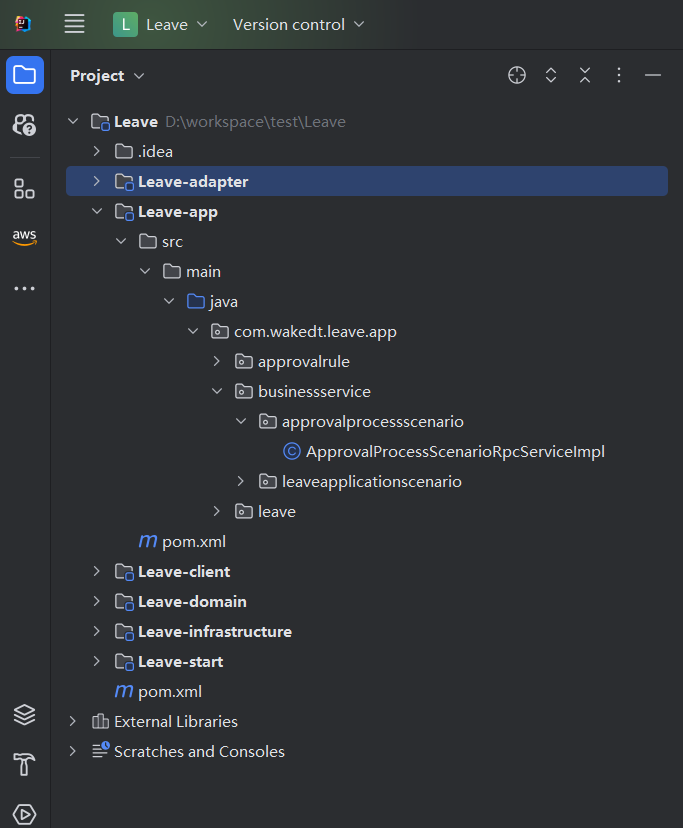 L Leave Version control
Project
Leave D:\workspace\test\Leave
.idea
Leave-adapter
Leave-app
src
main
java
com.wakedt.leave.app
approvalrule
businessservice
approvalprocessscenario
C ApprovalProcessScenarioRpcServiceImpl
leaveapplicationscenario
leave
m pom.xml
Leave-client
Leave-domain
Leave-infrastructure
Leave-start
m pom.xml
External Libraries
Scratches and Consoles
aws